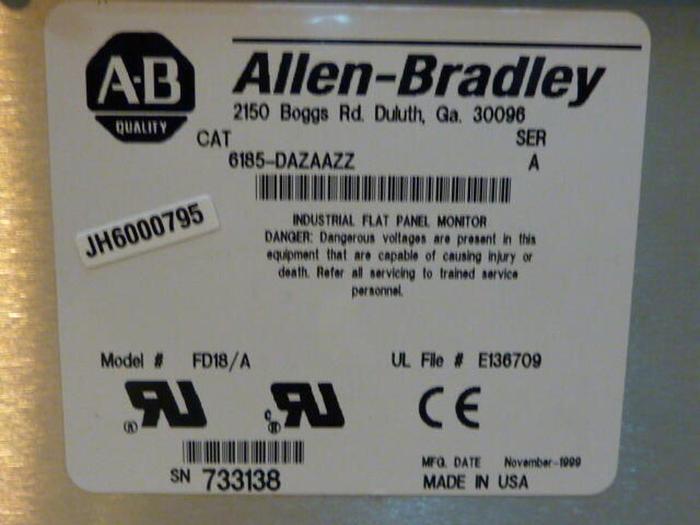 A-B
QUALITY
Allen-Bradley
2150 Boggs Rd. Duluth, Ga. 30096
CAT SER
6185-DAZAAZZ A
JH6000795
INDUSTRIAL FLAT PANEL MONITOR
DANGER: Dangerous voltages are present in this
equipment that are capable of causing injury or
death. Refer all servicing to trained service
personnel.
Model # FD18/A UL File # E136709
RU ® c RU ® CE
SN 733138
MFG. DATE November-1999
MADE IN USA